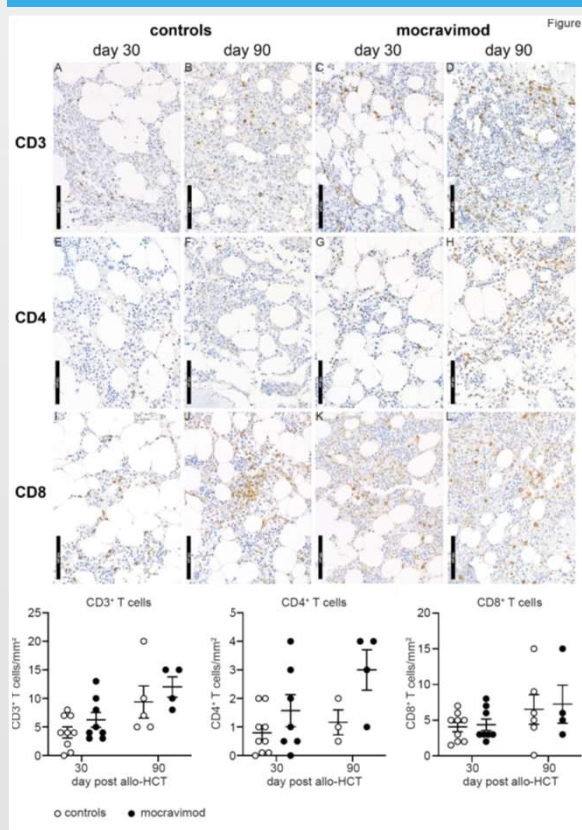 Figure
controls mocravimod
day 30 day 90 day 30 day 90
A B C D
CD3
E F G H
CD4
I J K L
CD8
CD3⁺ T cells CD4⁺ T cells CD8⁺ T cells
CD3⁺ T cells/mm²
25
20
15
10
5
0
30 90
day post allo-HCT
CD4⁺ T cells/mm²
5
4
3
2
1
0
30 90
day post allo-HCT
CD8⁺ T cells/mm²
20
15
10
5
0
30 90
day post allo-HCT
controls mocravimod